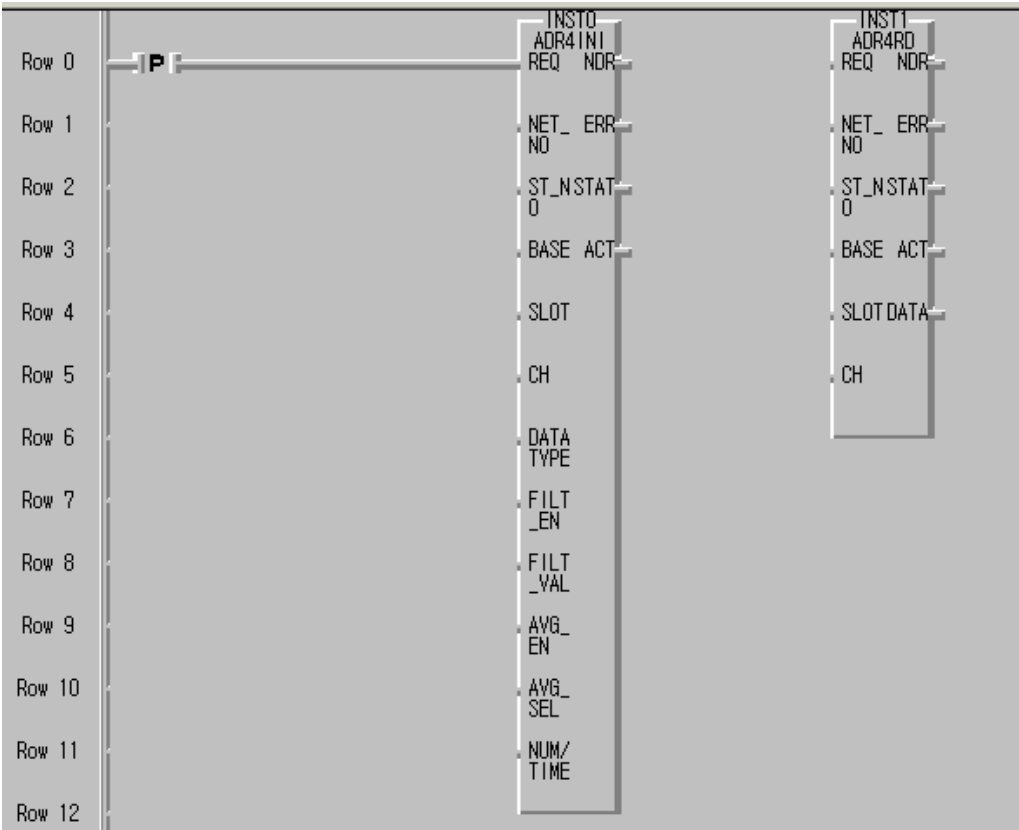 INST0 INST1
ADR4INI ADR4RD
Row 0 P REQ NDR REQ NDR
Row 1 NET_ ERR NET_ ERR
NO NO
Row 2 ST_N STAT ST_N STAT
O O
Row 3 BASE ACT BASE ACT
Row 4 SLOT SLOT DATA
Row 5 CH CH
Row 6 DATA
TYPE
Row 7 FILT
_EN
Row 8 FILT
_VAL
Row 9 AVG_
EN
Row 10 AVG_
SEL
Row 11 NUM/
TIME
Row 12